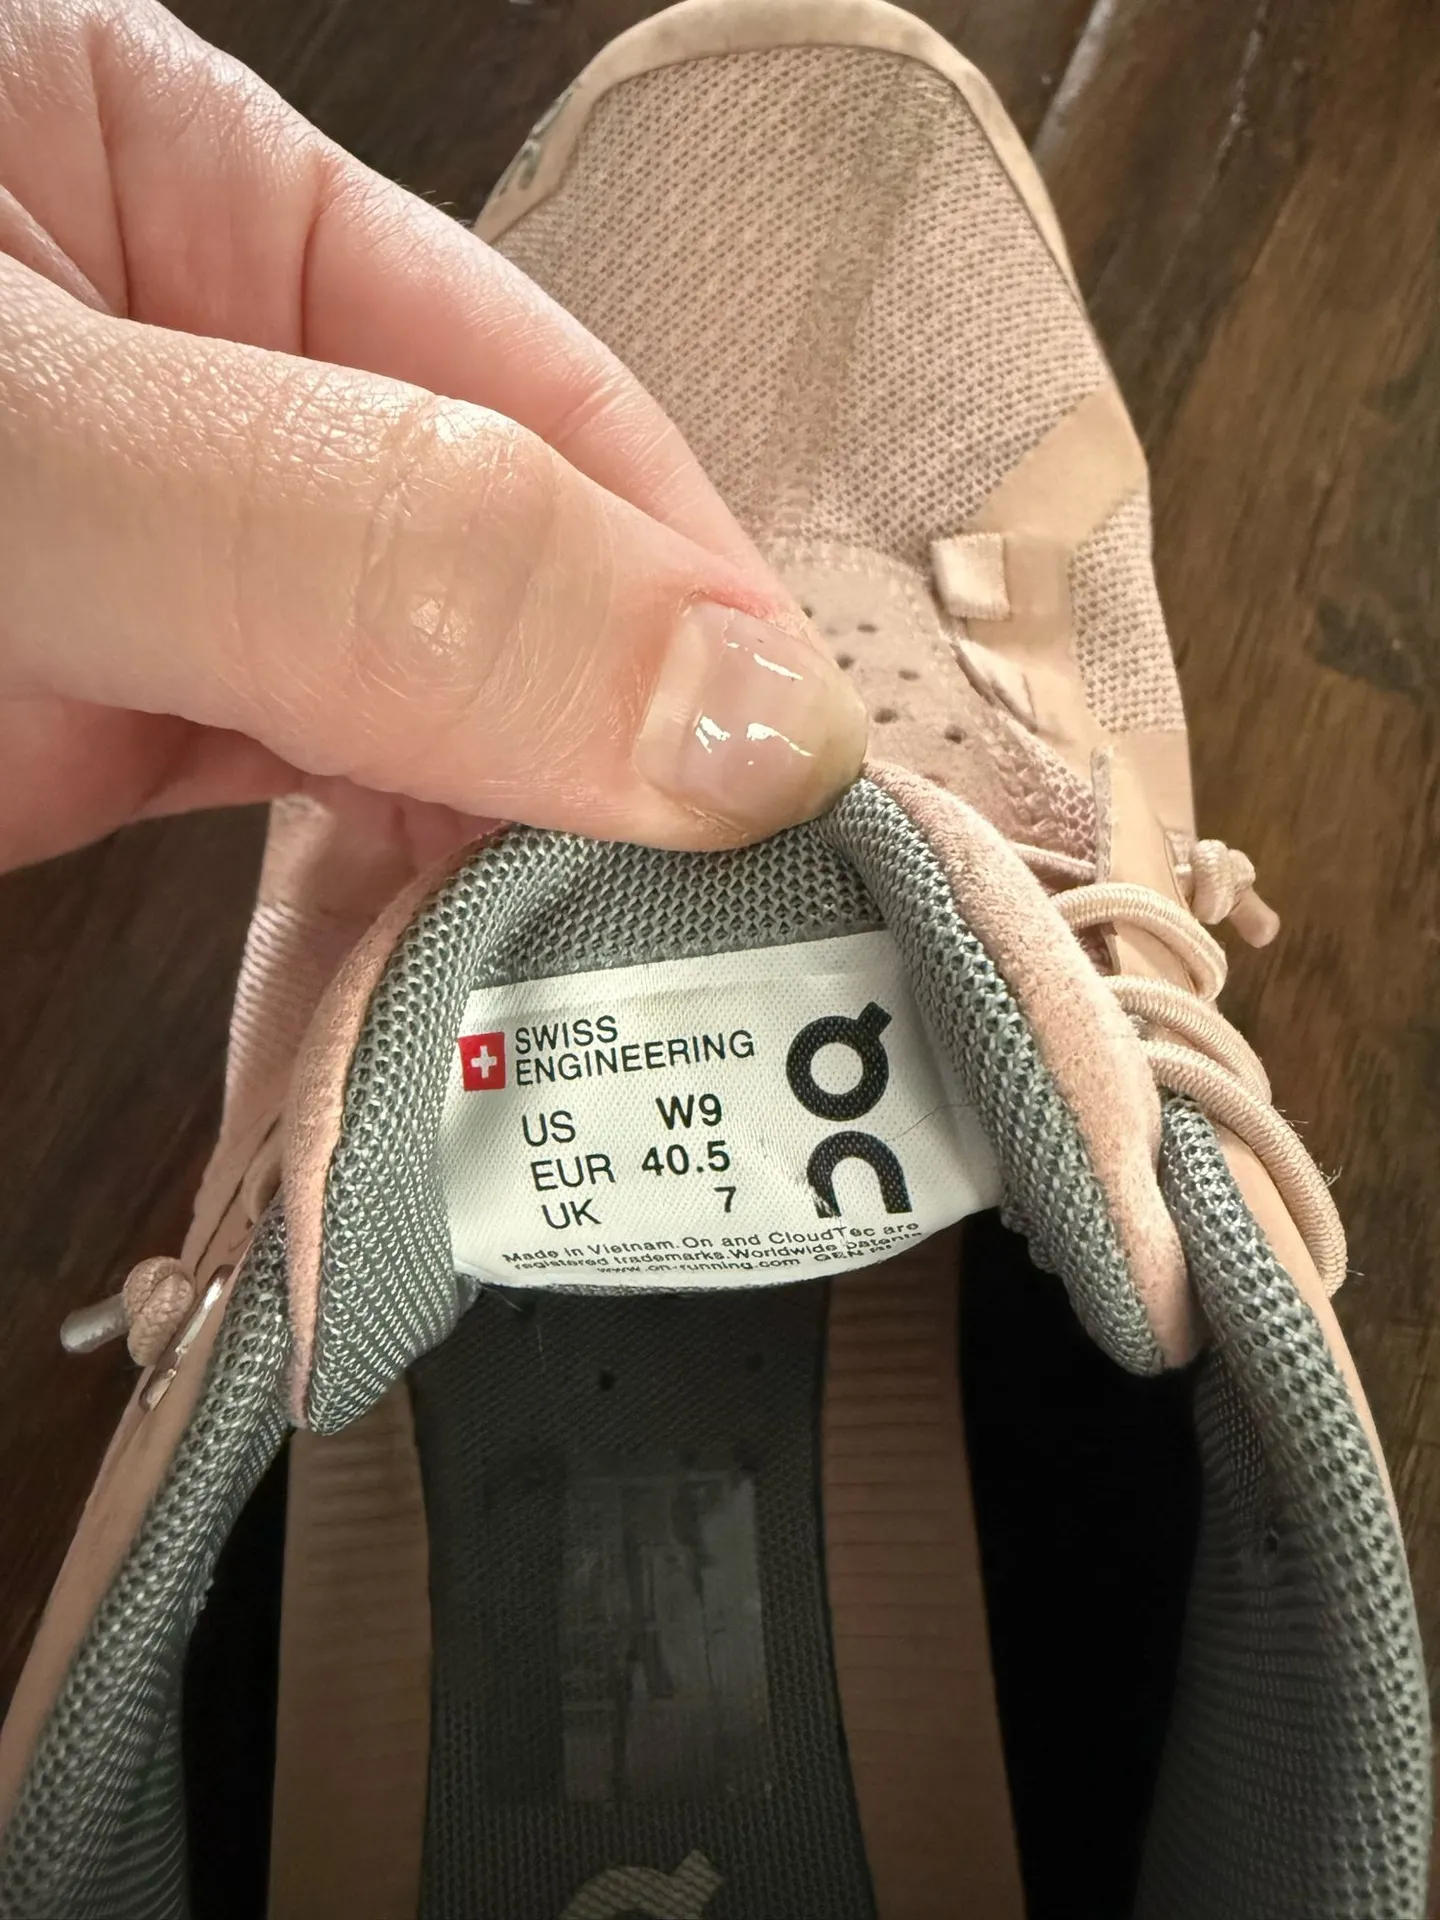 SWISS
ENGINEERING
US W9
EUR 40.5
UK 7
On
Made in Vietnam.On and CloudTec are
registered trademarks.Worldwide patents
www.on-running.com